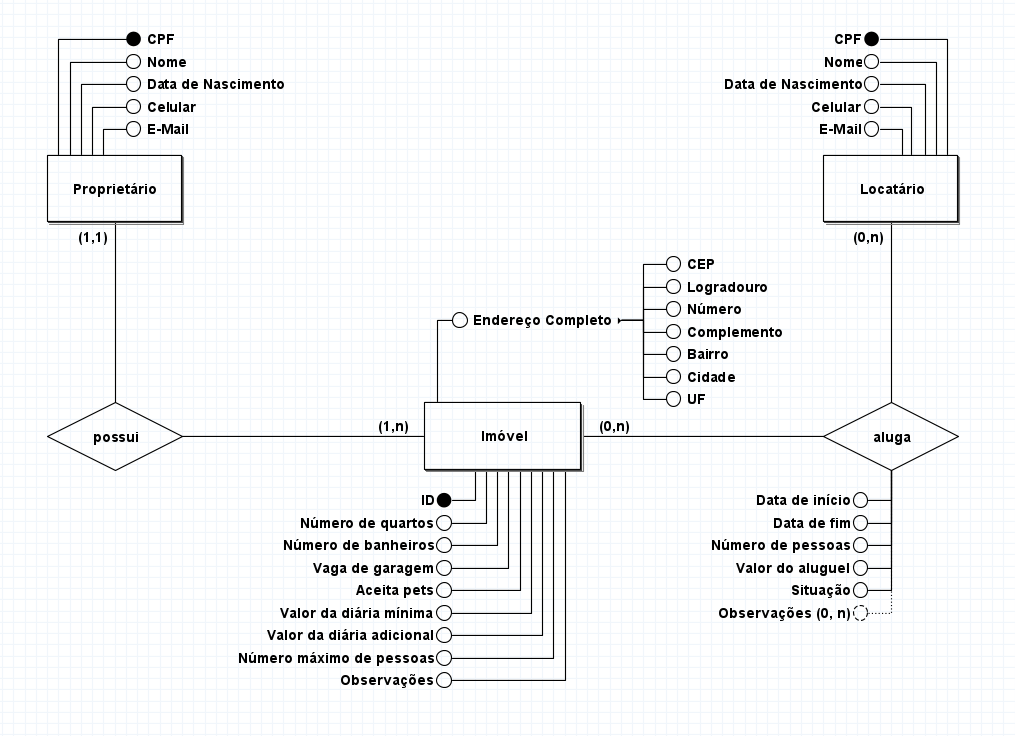 CPF
Nome
Data de Nascimento
Celular
E-Mail
Proprietário
(1,1)
CPF
Nome
Data de Nascimento
Celular
E-Mail
Locatário
(0,n)
Endereço Completo
CEP
Logradouro
Número
Complemento
Bairro
Cidade
UF
possui
(1,n)
Imóvel
(0,n)
aluga
ID
Número de quartos
Número de banheiros
Vaga de garagem
Aceita pets
Valor da diária mínima
Valor da diária adicional
Número máximo de pessoas
Observações
Data de início
Data de fim
Número de pessoas
Valor do aluguel
Situação
Observações (0, n)